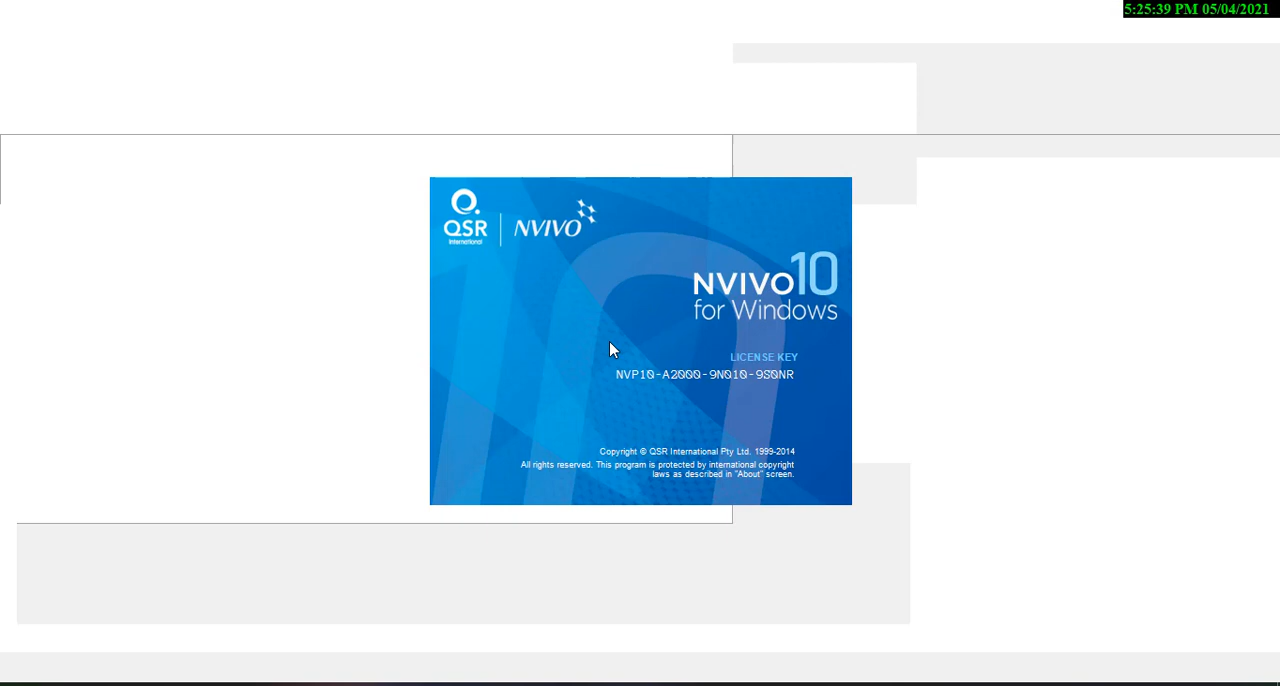 5:25:39 PM 05/04/2021
QSR
International
NVIVO
NVIVO10
for Windows
LICENSE KEY
NVP10-A2000-9N010-9S0NR
Copyright © QSR International Pty Ltd. 1999-2014
All rights reserved. This program is protected by international copyright
laws as described in "About" screen.